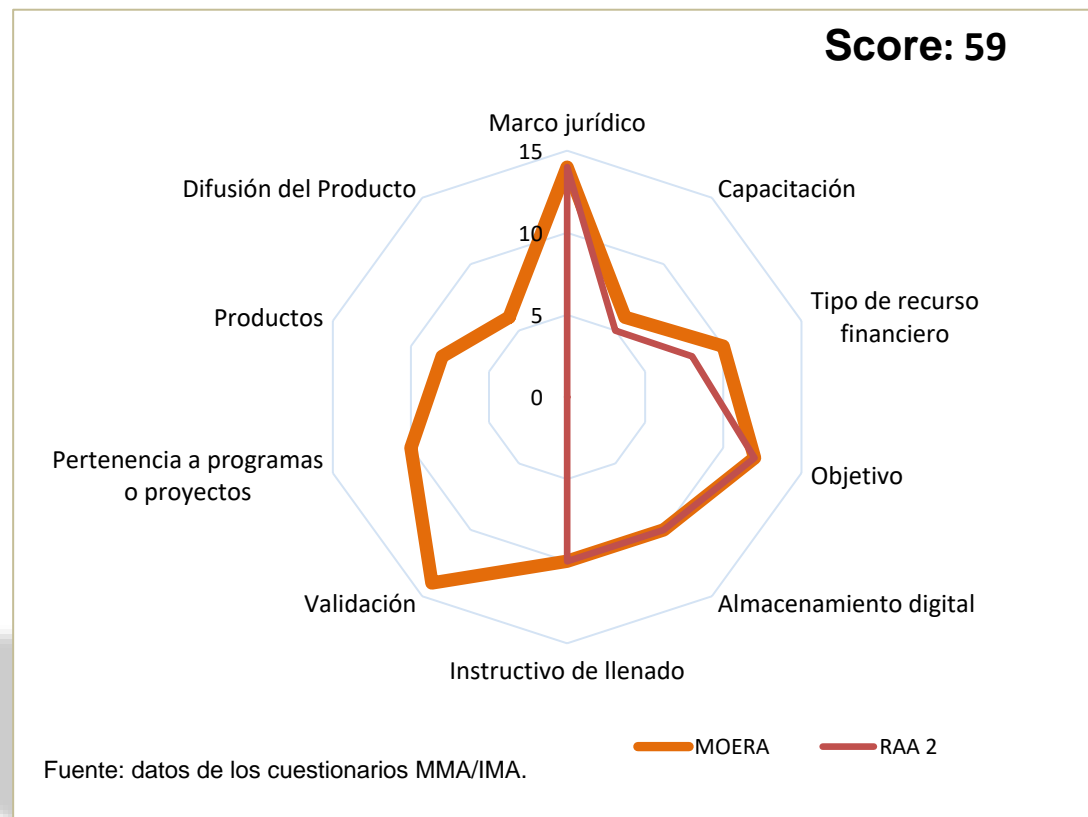 Score: 59
Marco jurídico
15
Difusión del Producto
Capacitación
10
Productos
5
Tipo de recurso
financiero
0
Pertenencia a programas
o proyectos
Objetivo
Validación
Almacenamiento digital
Instructivo de llenado
MOERA
RAA 2
Fuente: datos de los cuestionarios MMA/IMA.